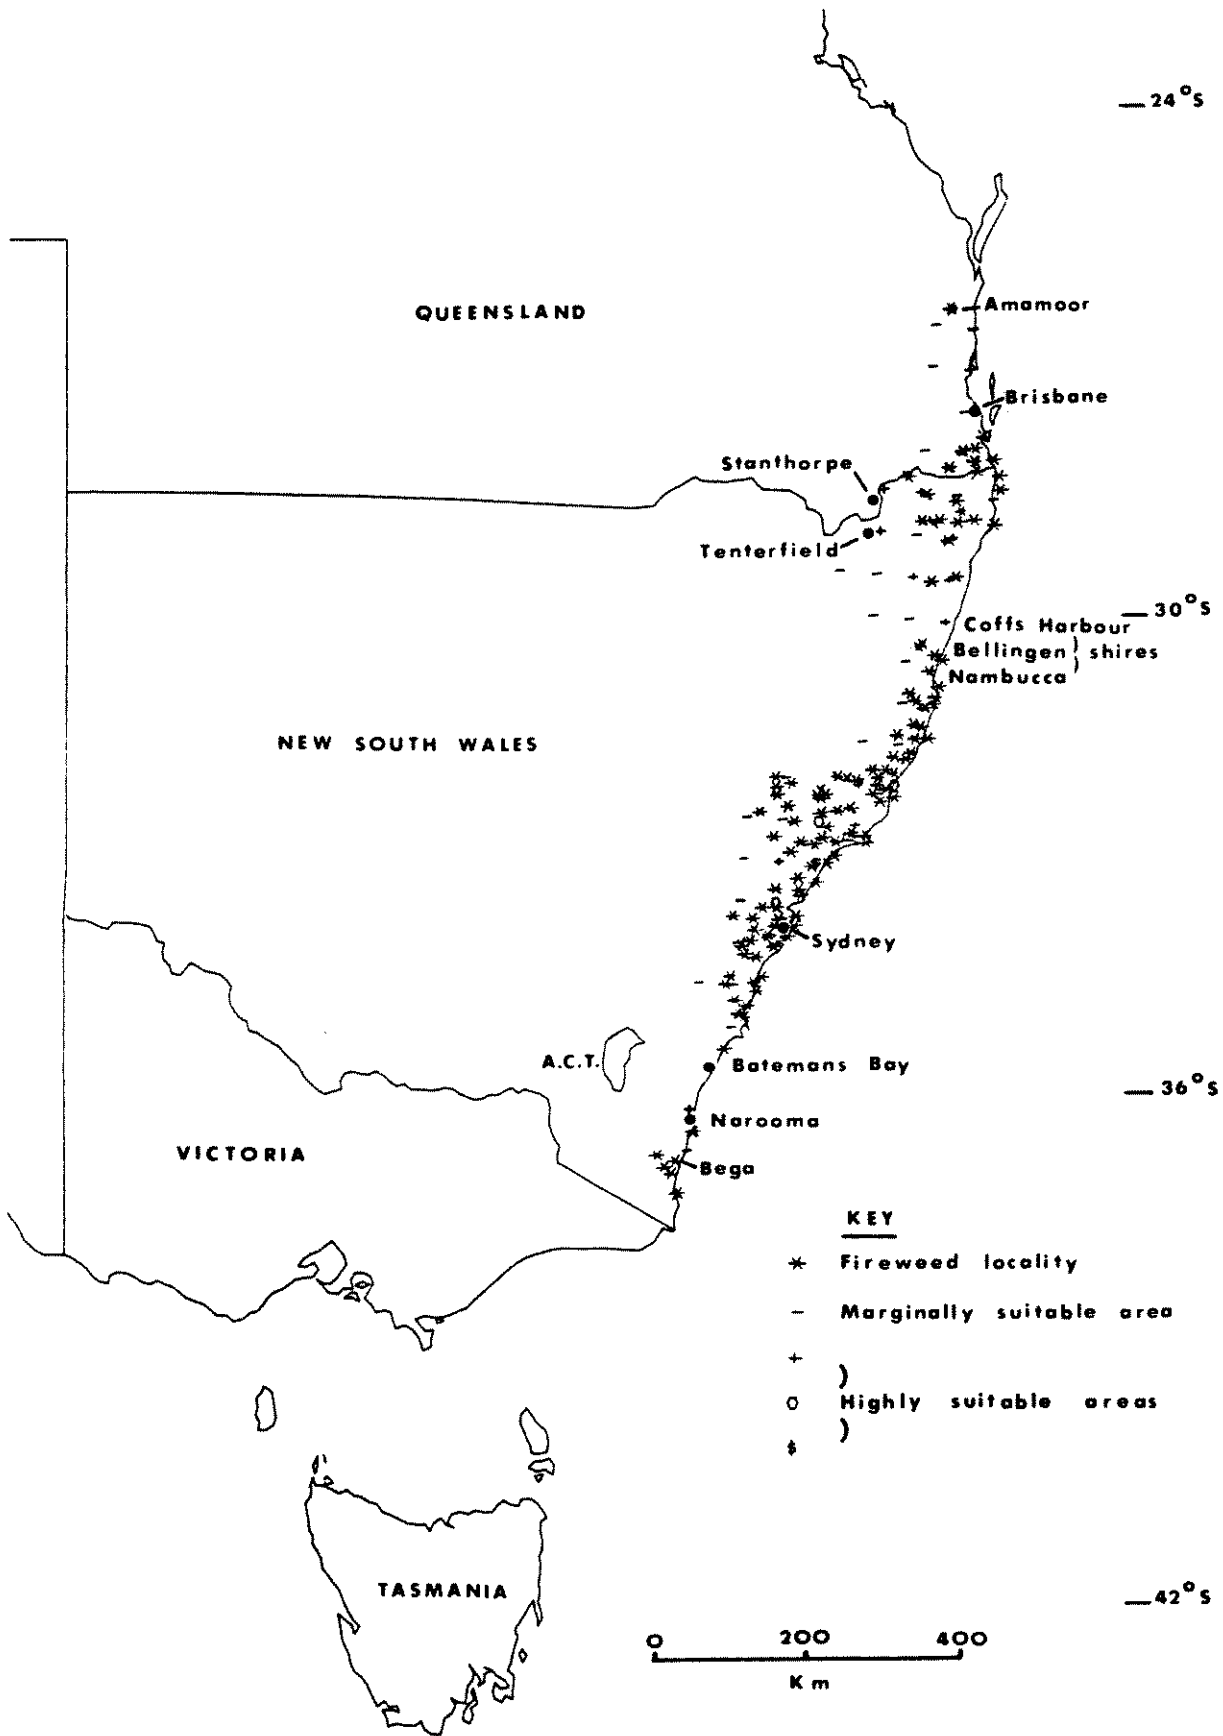 24°S
QUEENSLAND
Amamoor
Brisbane
Stanthorpe
Tenterfield
30°S
Coffs Harbour
Bellingen ) shires
Nambucca )
NEW SOUTH WALES
Sydney
A.C.T.
Batemans Bay
36°S
Narooma
VICTORIA
Bega
KEY
* Fireweed locality
- Marginally suitable area
+ )
o Highly suitable areas
$ )
TASMANIA
42°S
0 200 400
Km